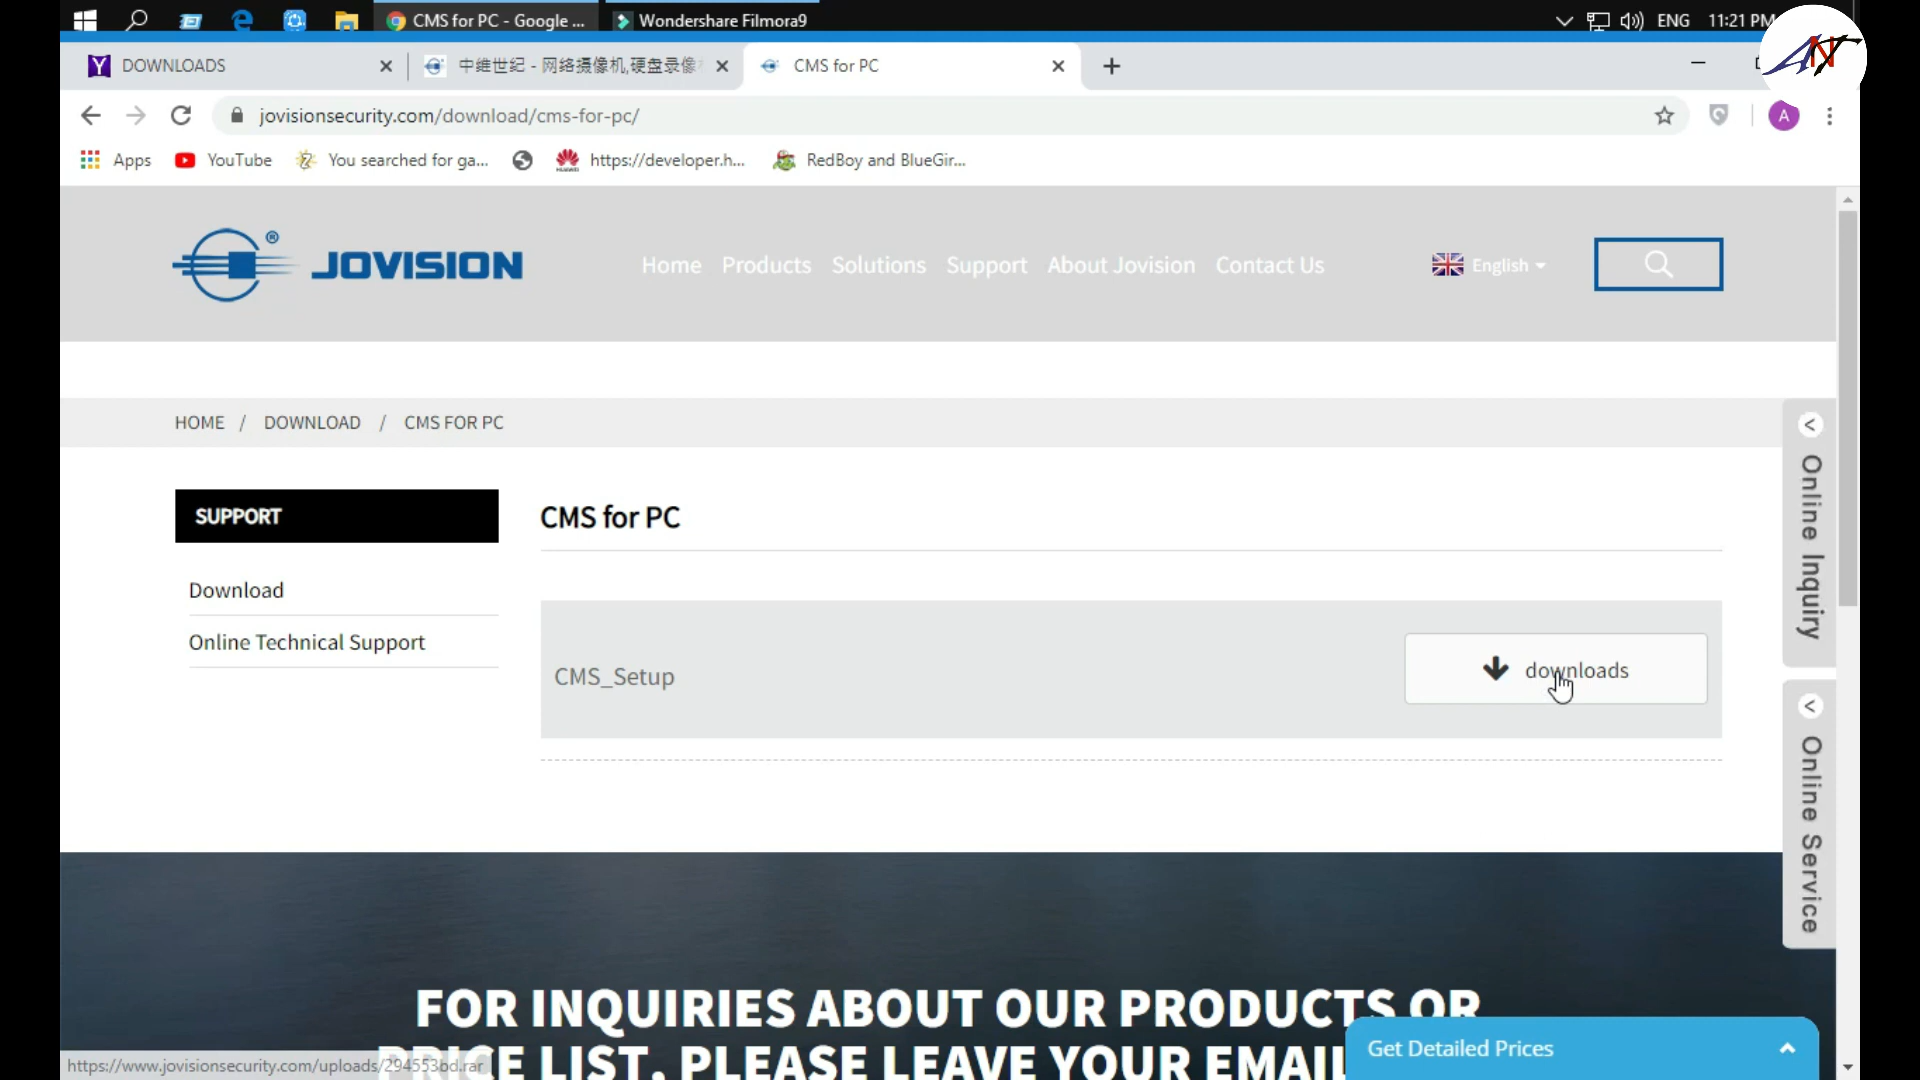 CMS for PC - Google ...
Wondershare Filmora9
ENG
11:21 PM
DOWNLOADS
中维世纪 - 网络摄像机,硬盘录像
CMS for PC
jovisionsecurity.com/download/cms-for-pc/
A
Apps
YouTube
You searched for ga...
https://developer.h...
RedBoy and BlueGir...
JOVISION
®
Home
Products
Solutions
Support
About Jovision
Contact Us
English
HOME / DOWNLOAD / CMS FOR PC
SUPPORT
Download
Online Technical Support
CMS for PC
CMS_Setup
downloads
Online Inquiry
Online Service
FOR INQUIRIES ABOUT OUR PRODUCTS OR
PRICE LIST, PLEASE LEAVE YOUR EMAIL
Get Detailed Prices
https://www.jovisionsecurity.com/uploads/294553bd.rar